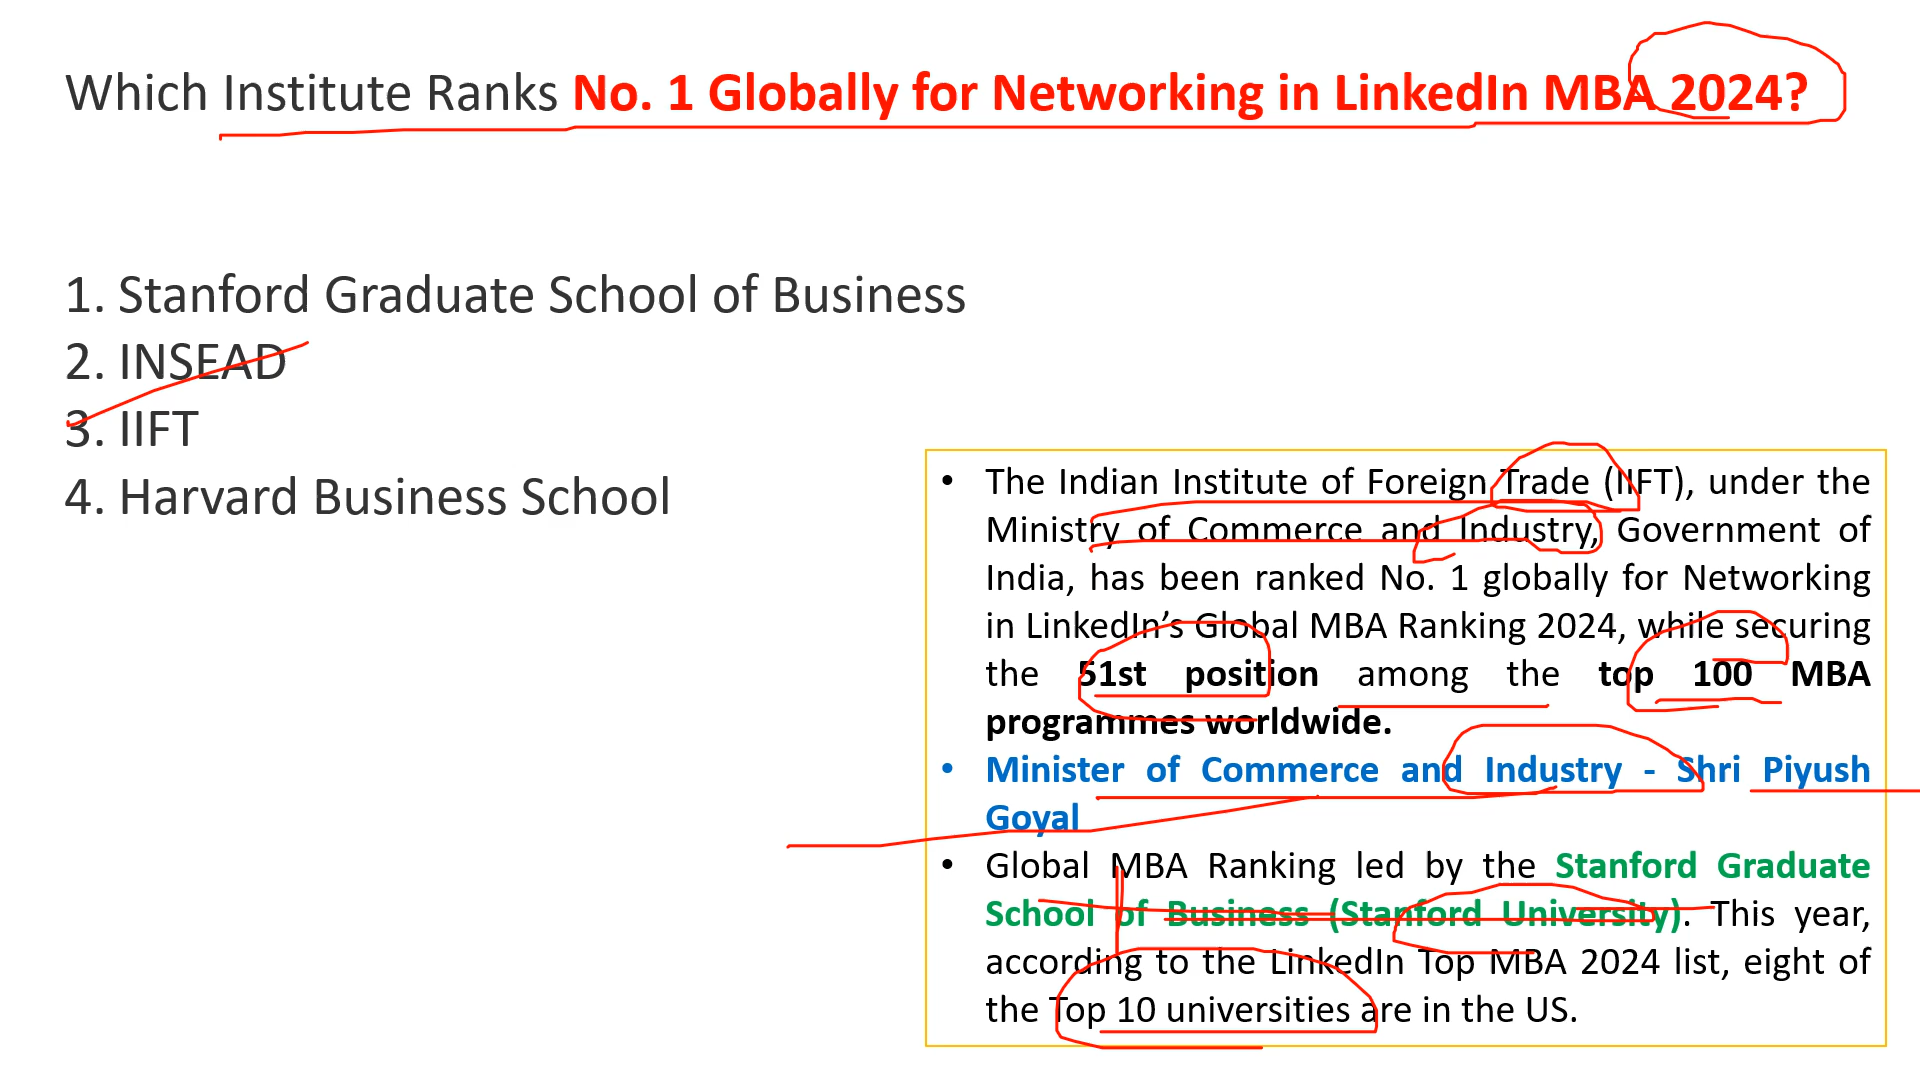 Which Institute Ranks No. 1 Globally for Networking in LinkedIn MBA 2024?
1. Stanford Graduate School of Business
2. INSEAD
3. IIFT
4. Harvard Business School
• The Indian Institute of Foreign Trade (IIFT), under the
Ministry of Commerce and Industry, Government of
India, has been ranked No. 1 globally for Networking
in LinkedIn’s Global MBA Ranking 2024, while securing
the 51st position among the top 100 MBA
programmes worldwide.
• Minister of Commerce and Industry - Shri Piyush
Goyal
• Global MBA Ranking led by the Stanford Graduate
School of Business (Stanford University). This year,
according to the LinkedIn Top MBA 2024 list, eight of
the Top 10 universities are in the US.